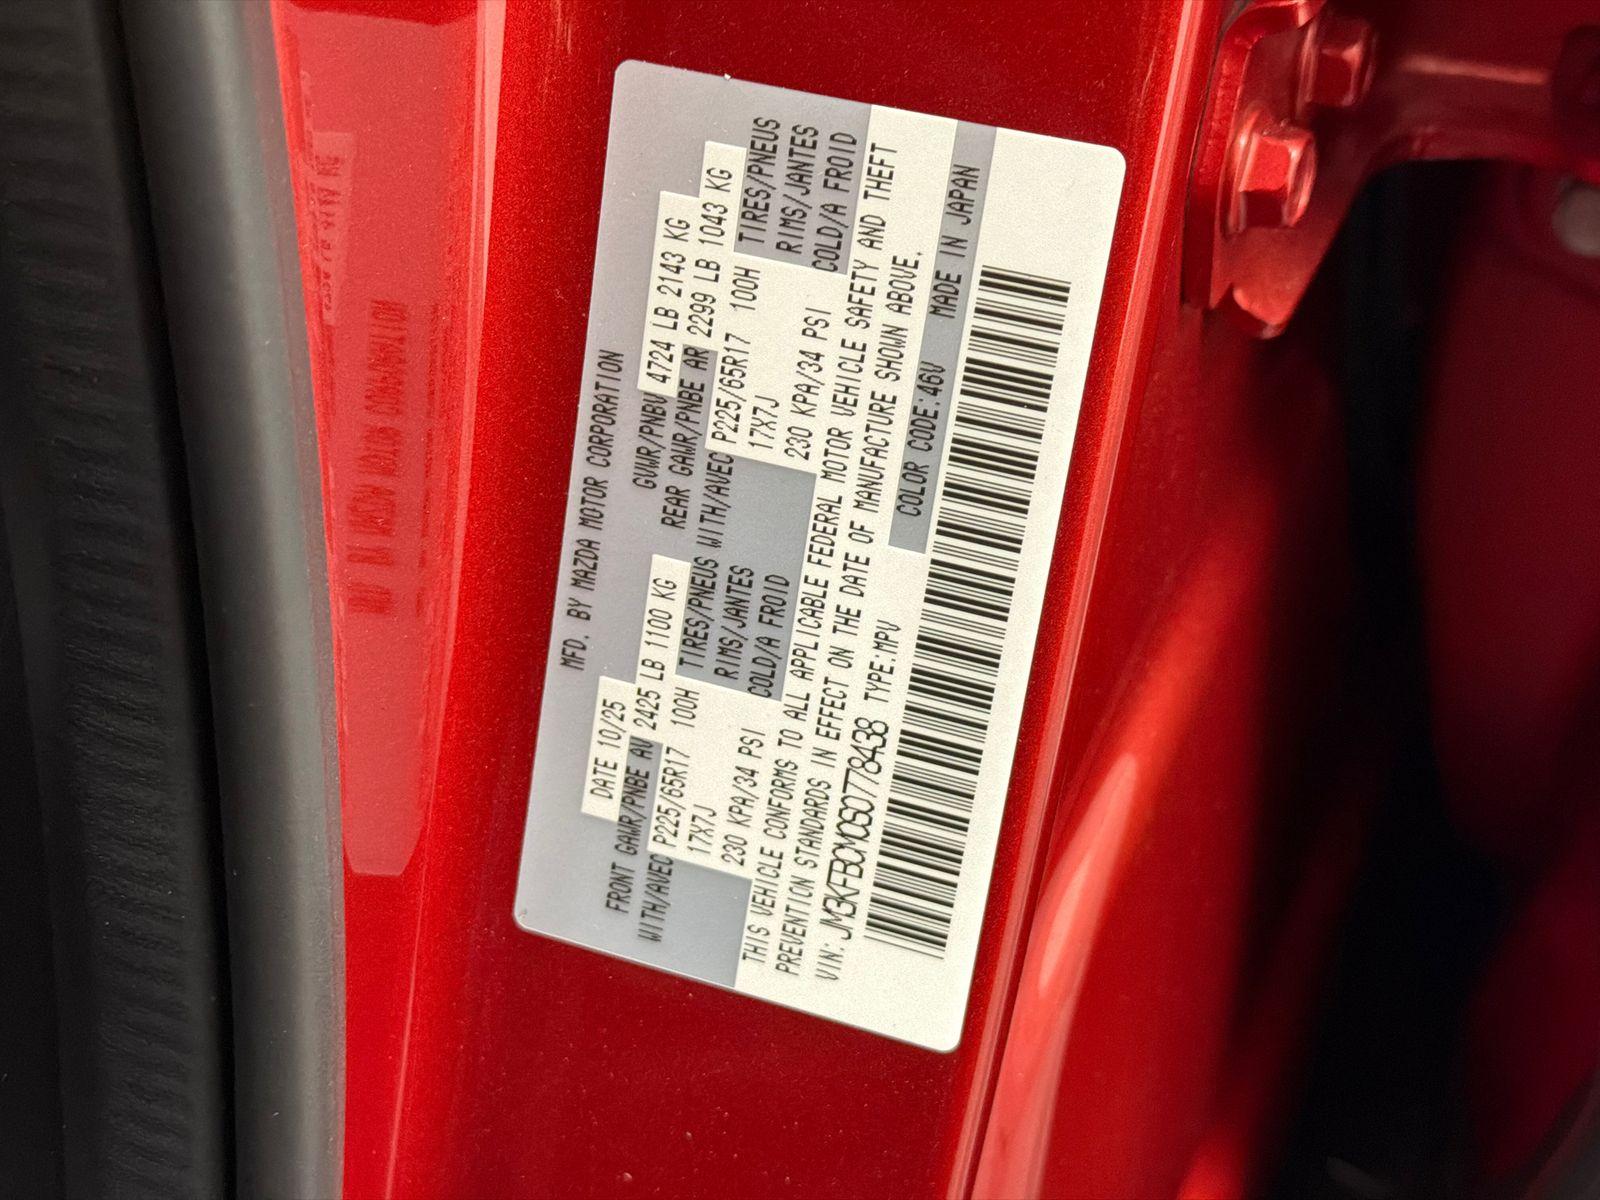 MFD. BY MAZDA MOTOR CORPORATION
DATE 10/25 GVWR/PNBV 4724 LB 2143 KG
FRONT GAWR/PNBE AV 2425 LB 1100 KG REAR GAWR/PNBE AR 2299 LB 1043 KG
WITH/AVEC P225/65R17 100H TIRES/PNEUS WITH/AVEC P225/65R17 100H TIRES/PNEUS
17X7J RIMS/JANTES 17X7J RIMS/JANTES
230 KPA/34 PSI COLD/A FROID 230 KPA/34 PSI COLD/A FROID
THIS VEHICLE CONFORMS TO ALL APPLICABLE FEDERAL MOTOR VEHICLE SAFETY AND THEFT
PREVENTION STANDARDS IN EFFECT ON THE DATE OF MANUFACTURE SHOWN ABOVE.
VIN: JM3KFBCM0S0778438 TYPE:MPV COLOR CODE:46V MADE IN JAPAN